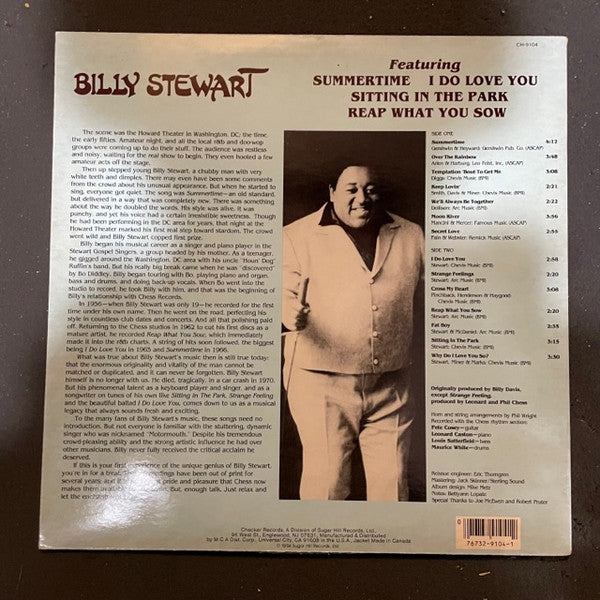 CH-9104
BILLY STEWART
Featuring
SUMMERTIME I DO LOVE YOU
SITTING IN THE PARK
REAP WHAT YOU SOW
The scene was the Howard Theater in Washington, DC; the time,
the early fifties. Amateur night, and all the local r&b and doo-wop
groups were coming up to do their stuff. The audience was restless
and noisy, waiting for the real show to begin. They even hooted a few
amateur acts off the stage.
Then up stepped young Billy Stewart, a chubby man with very
white teeth and dimples. There may even have been some comments
from the crowd about his unusual appearance. But when he started to
sing, everyone got quiet. The song was Summertime—an old standard,
but delivered in a way that was completely new. There was something
about the way he doubled the words. His style was alive, it was
punchy, and yet his voice had a certain irresistible sweetness. Though
he had been performing in the DC area for years, that night at the
Howard Theater marked his first real step toward stardom. The crowd
went wild and Billy Stewart copped first prize.
Billy began his musical career as a singer and piano player in the
Stewart Gospel Singers, a group headed by his mother. As a teenager,
he gigged around the Washington, DC area with his uncle "Houn' Dog"
Ruffin's band. But his really big break came when he was "discovered"
by Bo Diddley. Billy began touring with Bo, playing piano and organ,
bass and drums, and doing back-up vocals. When Bo went into the
studio to record, he took Billy with him, and that was the beginning of
Billy's relationship with Chess Records.
In 1956—when Billy Stewart was only 19—he recorded for the first
time under his own name. Then he went on the road, perfecting his
style in countless club dates and concerts. And all that polishing paid
off. Returning to the Chess studios in 1962 to cut his first discs as a
mature artist, he recorded Reap What You Sow, which immediately
made it into the r&b charts. A string of hits soon followed, the biggest
being I Do Love You in 1965 and Summertime in 1966.
What was true about Billy Stewart's music then is still true today:
that the enormous originality and vitality of the man cannot be
matched or duplicated, and it can never be forgotten. Billy Stewart
himself is no longer with us. He died, tragically, in a car crash in 1970.
But his phenomenal talent as a keyboard player and singer, and as a
songwriter on tunes of his own like Sitting In The Park, Strange Feeling
and the beautiful ballad I Do Love You, comes down to us as a musical
legacy that always sounds fresh and exciting.
To the many fans of Billy Stewart's music, these songs need no
introduction. But not everyone is familiar with the stuttering, dynamic
singer who was nicknamed "Motormouth." Despite his tremendous
crowd-pleasing ability and the strong artistic influence he had over
other musicians, Billy never fully received the critical acclaim he
deserved.
If this is your first experience of the unique genius of Billy Stewart,
you're in for a treat. recordings have been out of print for
several years, and it is with great pride and pleasure that Chess now
makes them available But, enough talk. Just relax and
let the
SIDE ONE
Summertime 4:12
Gershwin & Heyward: Gershwin Pub. Co. (ASCAP)
Over The Rainbow 3:48
Arlen & Harburg: Leo Feist, Inc. (ASCAP)
Temptation 'Bout To Get Me 3:08
Diggs: Chevis Music (BMI)
Keep Lovin'
Smith, Davis & Miner: Chevis Music (BMI)
We'll Always Be Together 2:22
Dollison: Arc Music (BMI)
Moon River
Mancini & Mercer: Famous Music (ASCAP)
Secret Love
Fain & Webster: Remick Music (ASCAP)
SIDE TWO
I Do Love You 2:58
Stewart: Chevis Music (BMI)
Strange Feelings 2:20
Stewart: Arc Music (BMI)
Cross My Heart
Pinchback, Honderson & Haygood:
Chevis Music (BMI)
Reap What You Sow 2:20
Stewart: Arc Music (BMI)
Fat Boy
Stewart & McDaniel: Arc Music (BMI)
Sitting In The Park 3:15
Stewart: Chevis Music (BMI)
Why Do I Love You So? 3:30
Stewart, Miner & Marks: Chevis Music (BMI)
Originally produced by Billy Davis,
except Strange Feeling,
produced by Leonard and Phil Chess
Horn and string arrangements by Phil Wright
Recorded with the Chess rhythm section:
Pete Cosey—guitar
Leonard Caston—piano
Louis Satterfield—bass
Maurice White—drums
Reissue engineer: Eric Thorngren
Mastering: Jack Skinner/Sterling Sound
Album design: Mike Metz
Notes: Bettyann Lopate
Special Thanks to Joe McEwen and Robert Pruter
Checker Records, A Division of Sugar Hill Records, Ltd.,
96 West St., Englewood, NJ 07631. Manufactured & Distributed
by M C A Dist. Corp., Universal City, CA 91608 in the U.S.A., Jacket Made in Canada
0
76732-9104-1